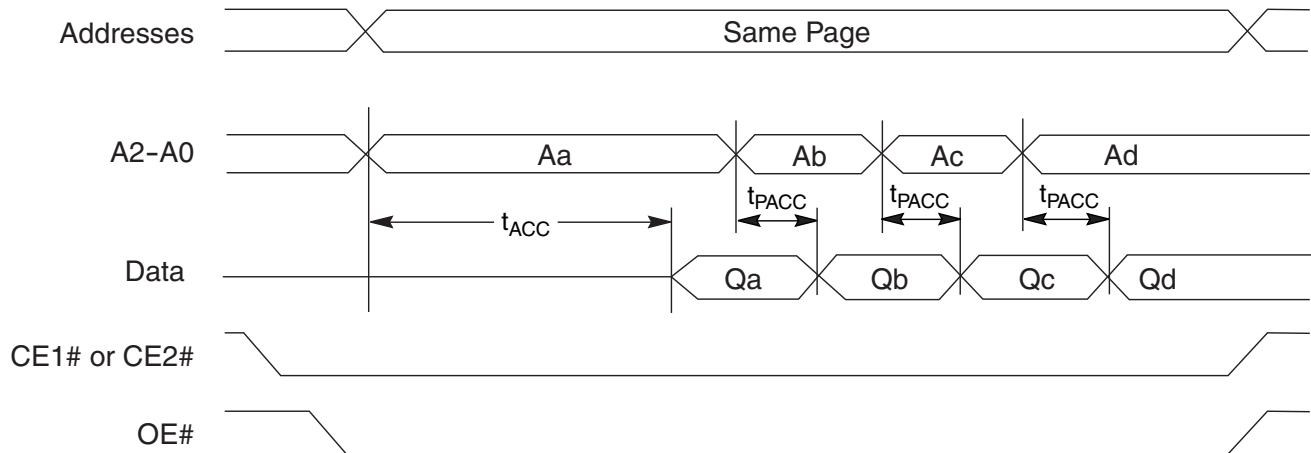 Addresses Same Page
A2-A0 Aa Ab Ac Ad
tACC tPACC tPACC tPACC
Data Qa Qb Qc Qd
CE1# or CE2#
OE#